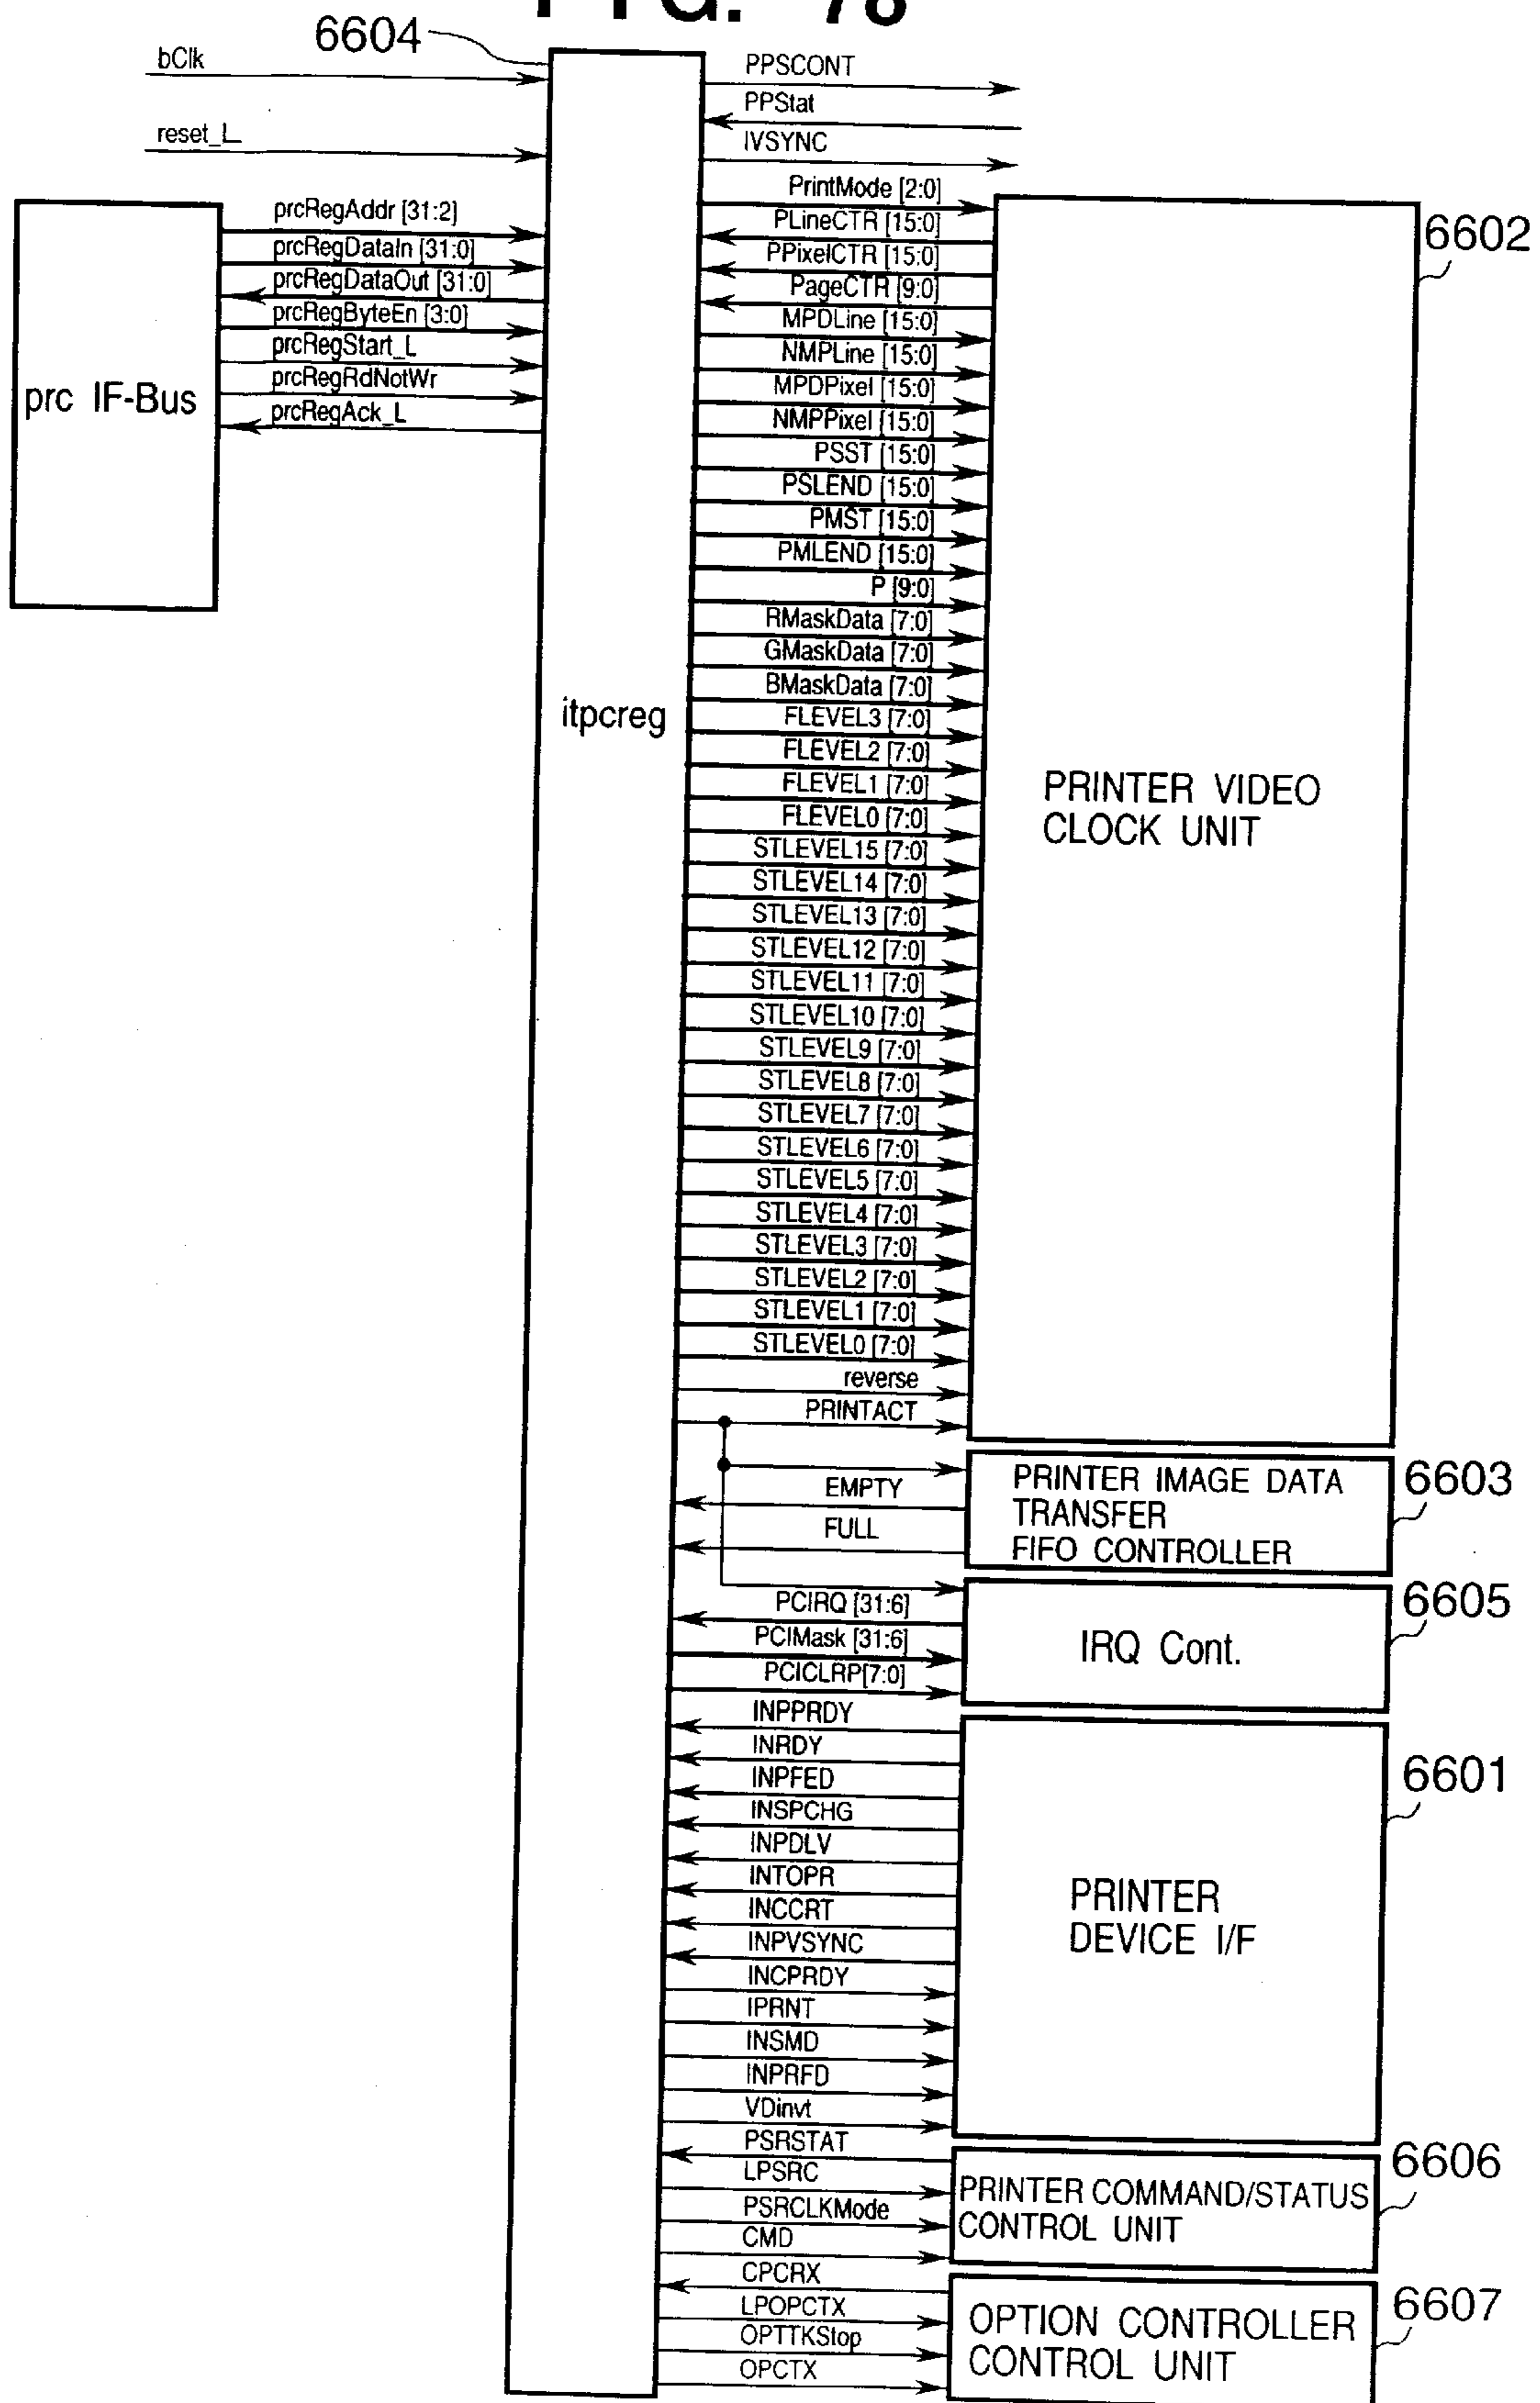 FIG. 78
6604
bClk
reset_L
prc IF-Bus
prcRegAddr [31:2]
prcRegDataIn [31:0]
prcRegDataOut [31:0]
prcRegByteEn [3:0]
prcRegStart_L
prcRegRdNotWr
prcRegAck_L
itpcreg
PPSCONT
PPStat
IVSYNC
PrintMode [2:0]
PLineCTR [15:0]
PPixelCTR [15:0]
PageCTR [9:0]
MPDLine [15:0]
NMPLine [15:0]
MPDPixel [15:0]
NMPPixel [15:0]
PSST [15:0]
PSLEND [15:0]
PMST [15:0]
PMLEND [15:0]
P [9:0]
RMaskData [7:0]
GMaskData [7:0]
BMaskData [7:0]
FLEVEL3 [7:0]
FLEVEL2 [7:0]
FLEVEL1 [7:0]
FLEVEL0 [7:0]
STLEVEL15 [7:0]
STLEVEL14 [7:0]
STLEVEL13 [7:0]
STLEVEL12 [7:0]
STLEVEL11 [7:0]
STLEVEL10 [7:0]
STLEVEL9 [7:0]
STLEVEL8 [7:0]
STLEVEL7 [7:0]
STLEVEL6 [7:0]
STLEVEL5 [7:0]
STLEVEL4 [7:0]
STLEVEL3 [7:0]
STLEVEL2 [7:0]
STLEVEL1 [7:0]
STLEVEL0 [7:0]
reverse
PRINTACT
6602
PRINTER VIDEO
CLOCK UNIT
EMPTY
FULL
PRINTER IMAGE DATA
TRANSFER
FIFO CONTROLLER
6603
PCIRQ [31:6]
PCIMask [31:6]
PCICLRP[7:0]
IRQ Cont.
6605
INPPRDY
INRDY
INPFED
INSPCHG
INPDLV
INTOPR
INCCRT
INPVSYNC
INCPRDY
IPRNT
INSMD
INPRFD
VDinvt
PRINTER
DEVICE I/F
6601
PSRSTAT
LPSRC
PSRCLKMode
CMD
PRINTER COMMAND/STATUS
CONTROL UNIT
6606
CPCRX
LPOPCTX
OPTTKStop
OPCTX
OPTION CONTROLLER
CONTROL UNIT
6607